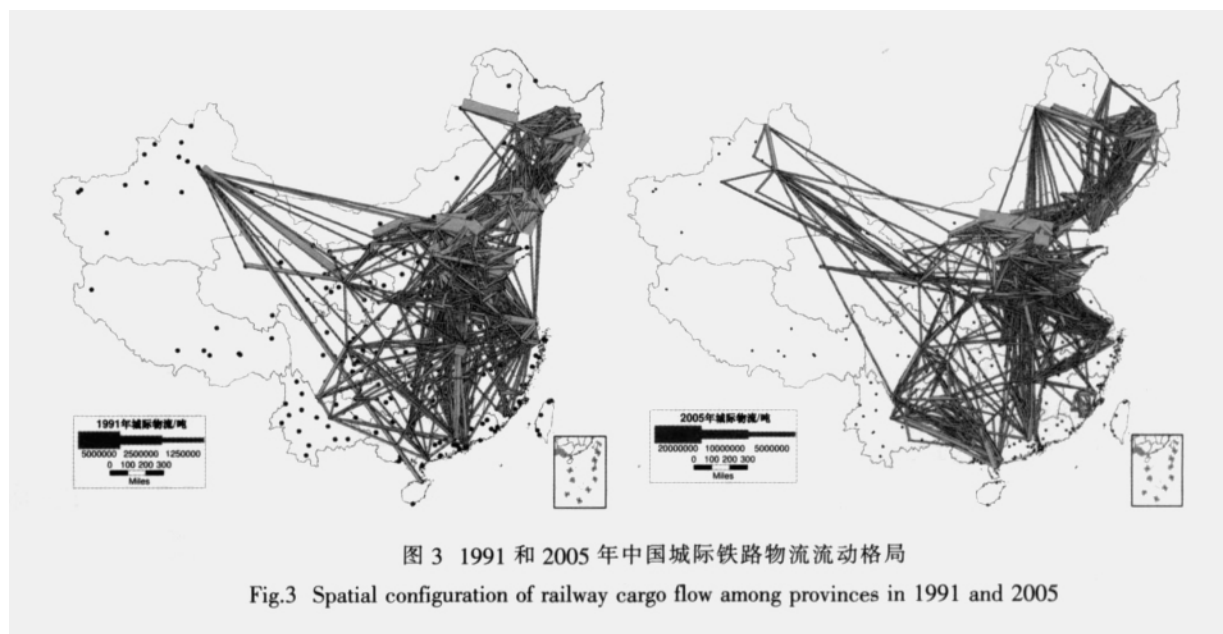 1991年城际物流/吨
5000000 2500000 1250000
0 100 200 300
Miles
2005年城际物流/吨
20000000 10000000 5000000
0 100 200 300
Miles
图 3 1991 和 2005 年中国城际铁路物流流动格局
Fig.3 Spatial configuration of railway cargo flow among provinces in 1991 and 2005